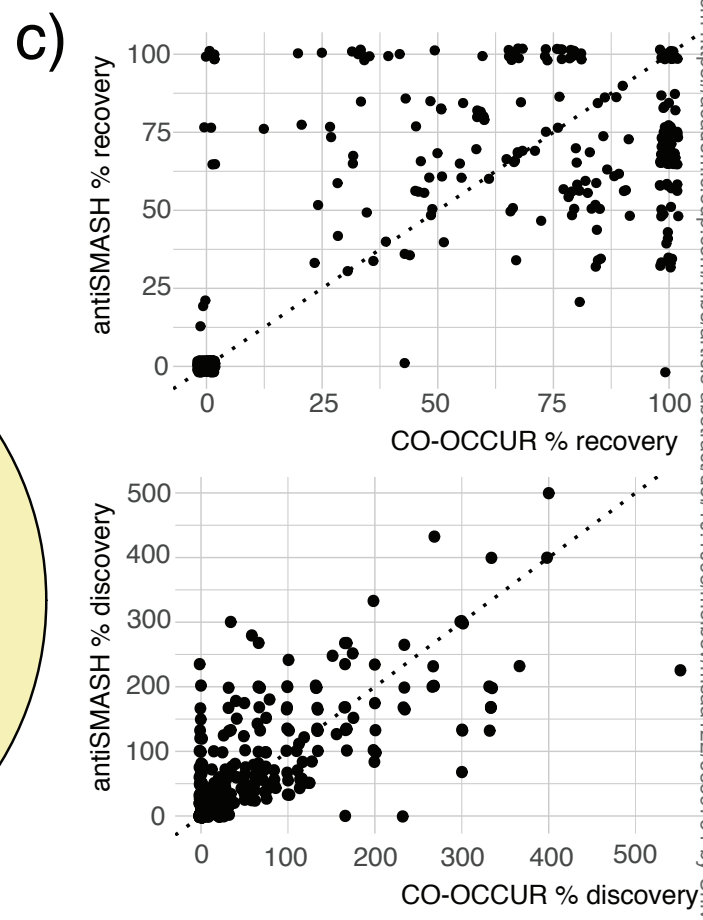 c)
antiSMASH % recovery
100
75
50
25
0
0 25 50 75 100
CO-OCCUR % recovery
antiSMASH % discovery
500
400
300
200
100
0
0 100 200 300 400 500
CO-OCCUR % discovery